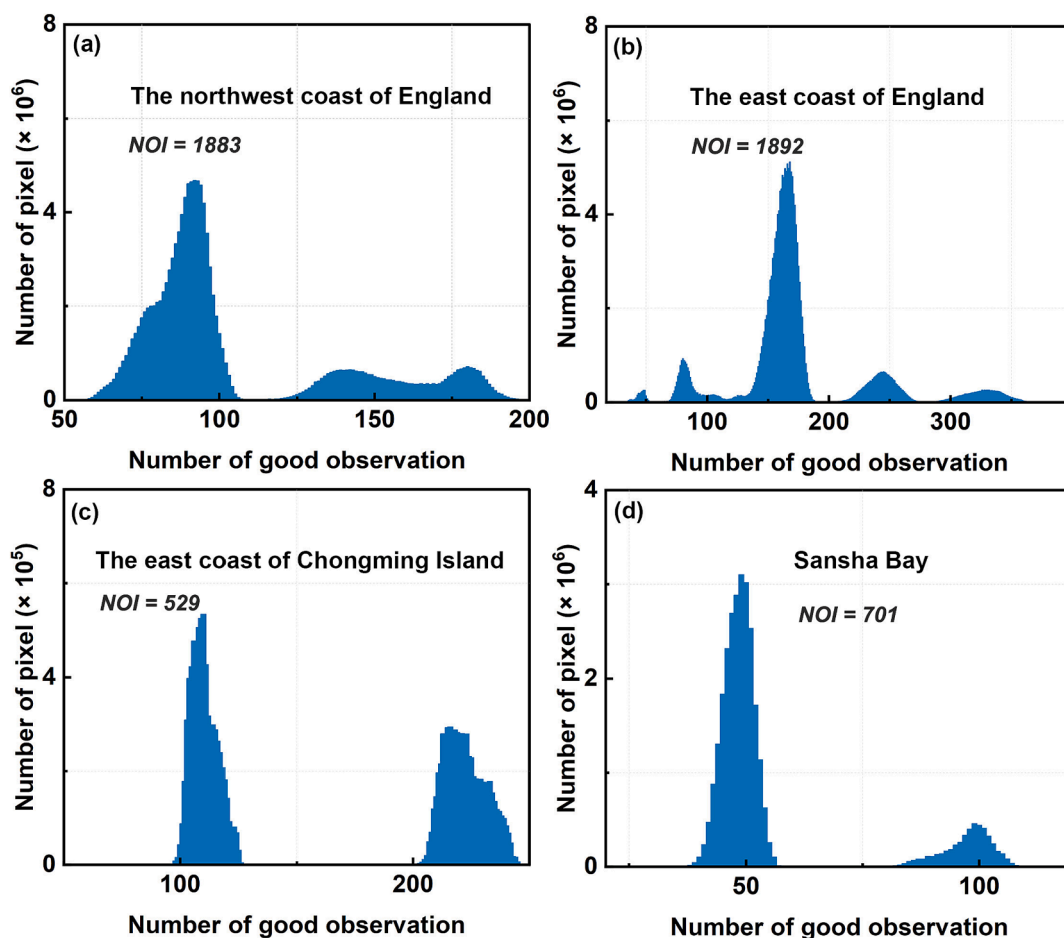 (a)
The northwest coast of England
NOI = 1883
Number of pixel (× 10⁶)
8
4
0
50
100
150
200
Number of good observation
(b)
The east coast of England
NOI = 1892
Number of pixel (× 10⁶)
8
4
0
100
200
300
Number of good observation
(c)
The east coast of Chongming Island
NOI = 529
Number of pixel (× 10⁵)
8
4
0
100
200
Number of good observation
(d)
Sansha Bay
NOI = 701
Number of pixel (× 10⁶)
4
2
0
50
100
Number of good observation